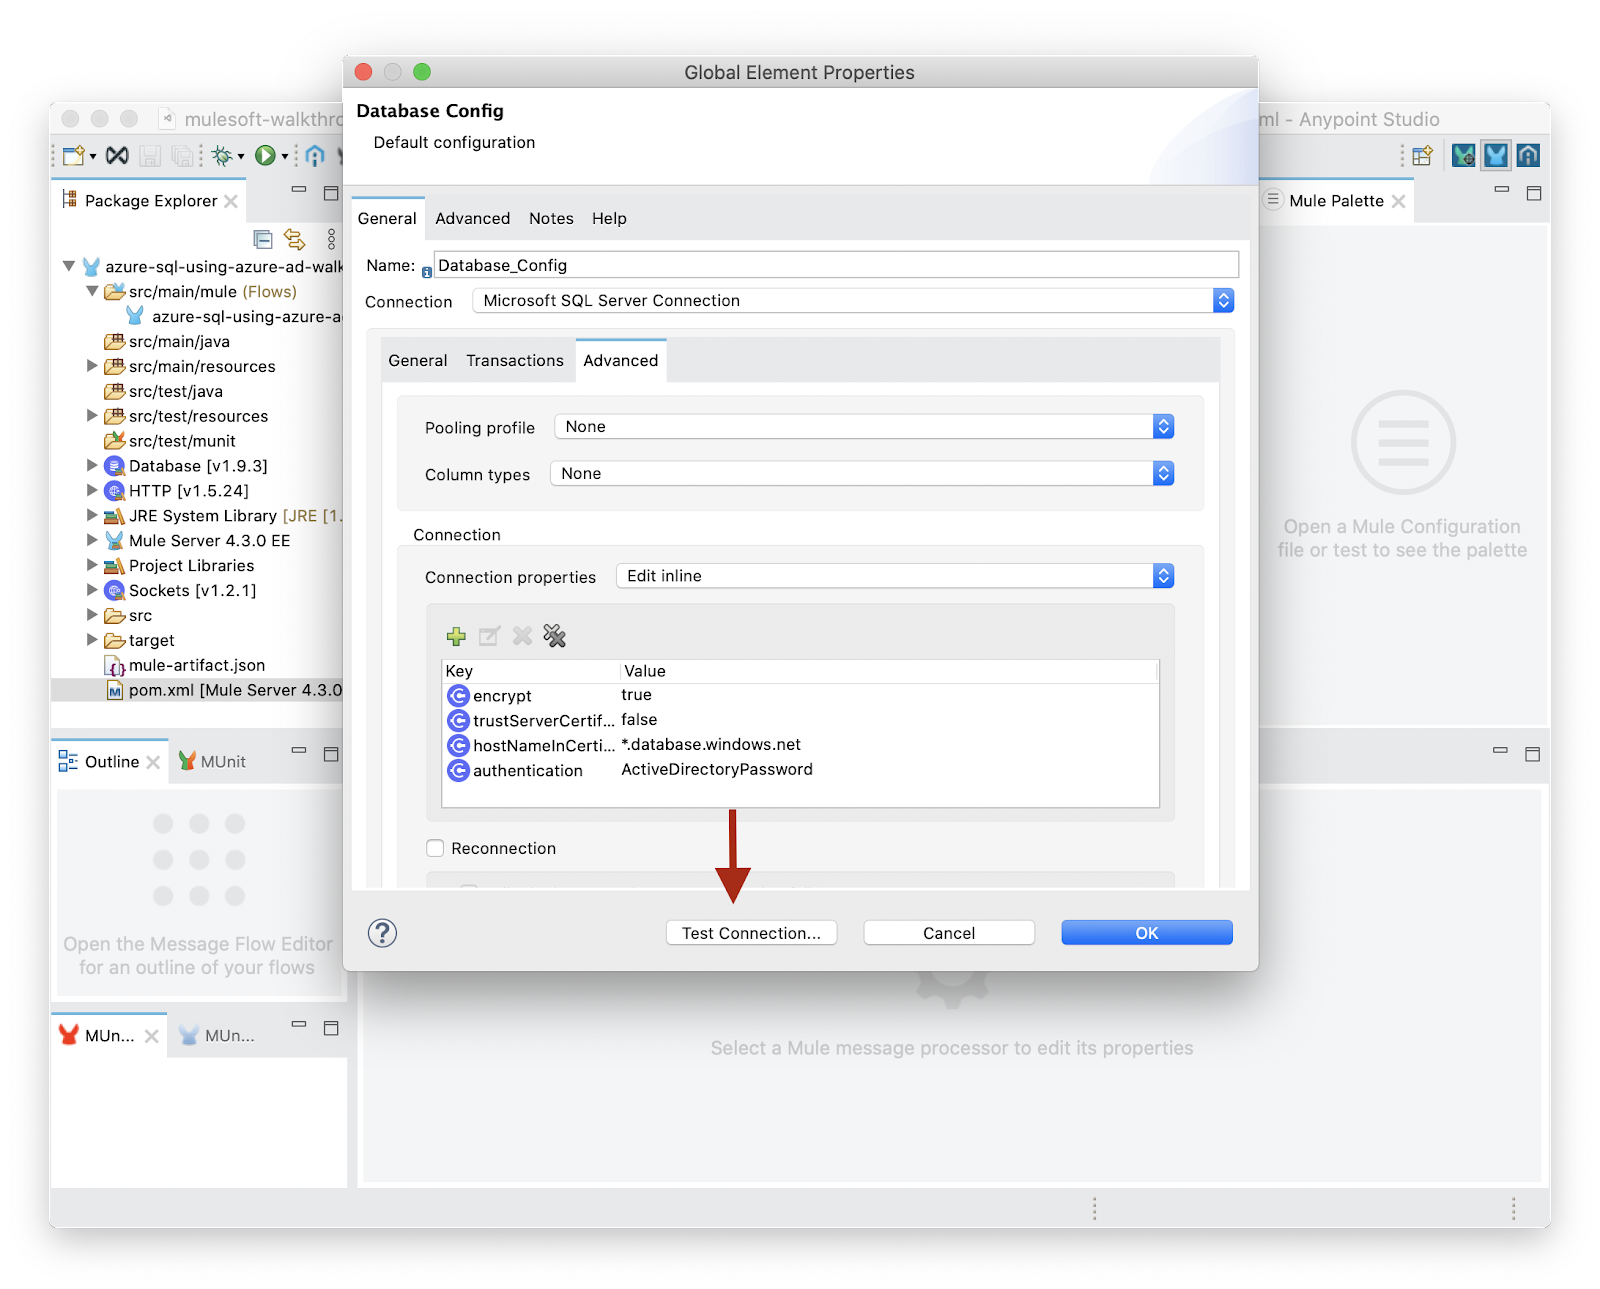 Global Element Properties
Database Config
Default configuration
mulesoft-walkthro
ml - Anypoint Studio
Package Explorer
Mule Palette
General
Advanced
Notes
Help
Name:
Database_Config
Connection
Microsoft SQL Server Connection
General
Transactions
Advanced
Pooling profile
None
Column types
None
Connection
Connection properties
Edit inline
Key
Value
encrypt
true
trustServerCertif...
false
hostNameInCerti...
*.database.windows.net
authentication
ActiveDirectoryPassword
Reconnection
Test Connection...
Cancel
OK
azure-sql-using-azure-ad-walk
src/main/mule (Flows)
azure-sql-using-azure-a
src/main/java
src/main/resources
src/test/java
src/test/resources
src/test/munit
Database [v1.9.3]
HTTP [v1.5.24]
JRE System Library [JRE [1.
Mule Server 4.3.0 EE
Project Libraries
Sockets [v1.2.1]
src
target
mule-artifact.json
pom.xml [Mule Server 4.3.0
Open a Mule Configuration
file or test to see the palette
Outline
MUnit
Open the Message Flow Editor
for an outline of your flows
MUn...
MUn...
Select a Mule message processor to edit its properties